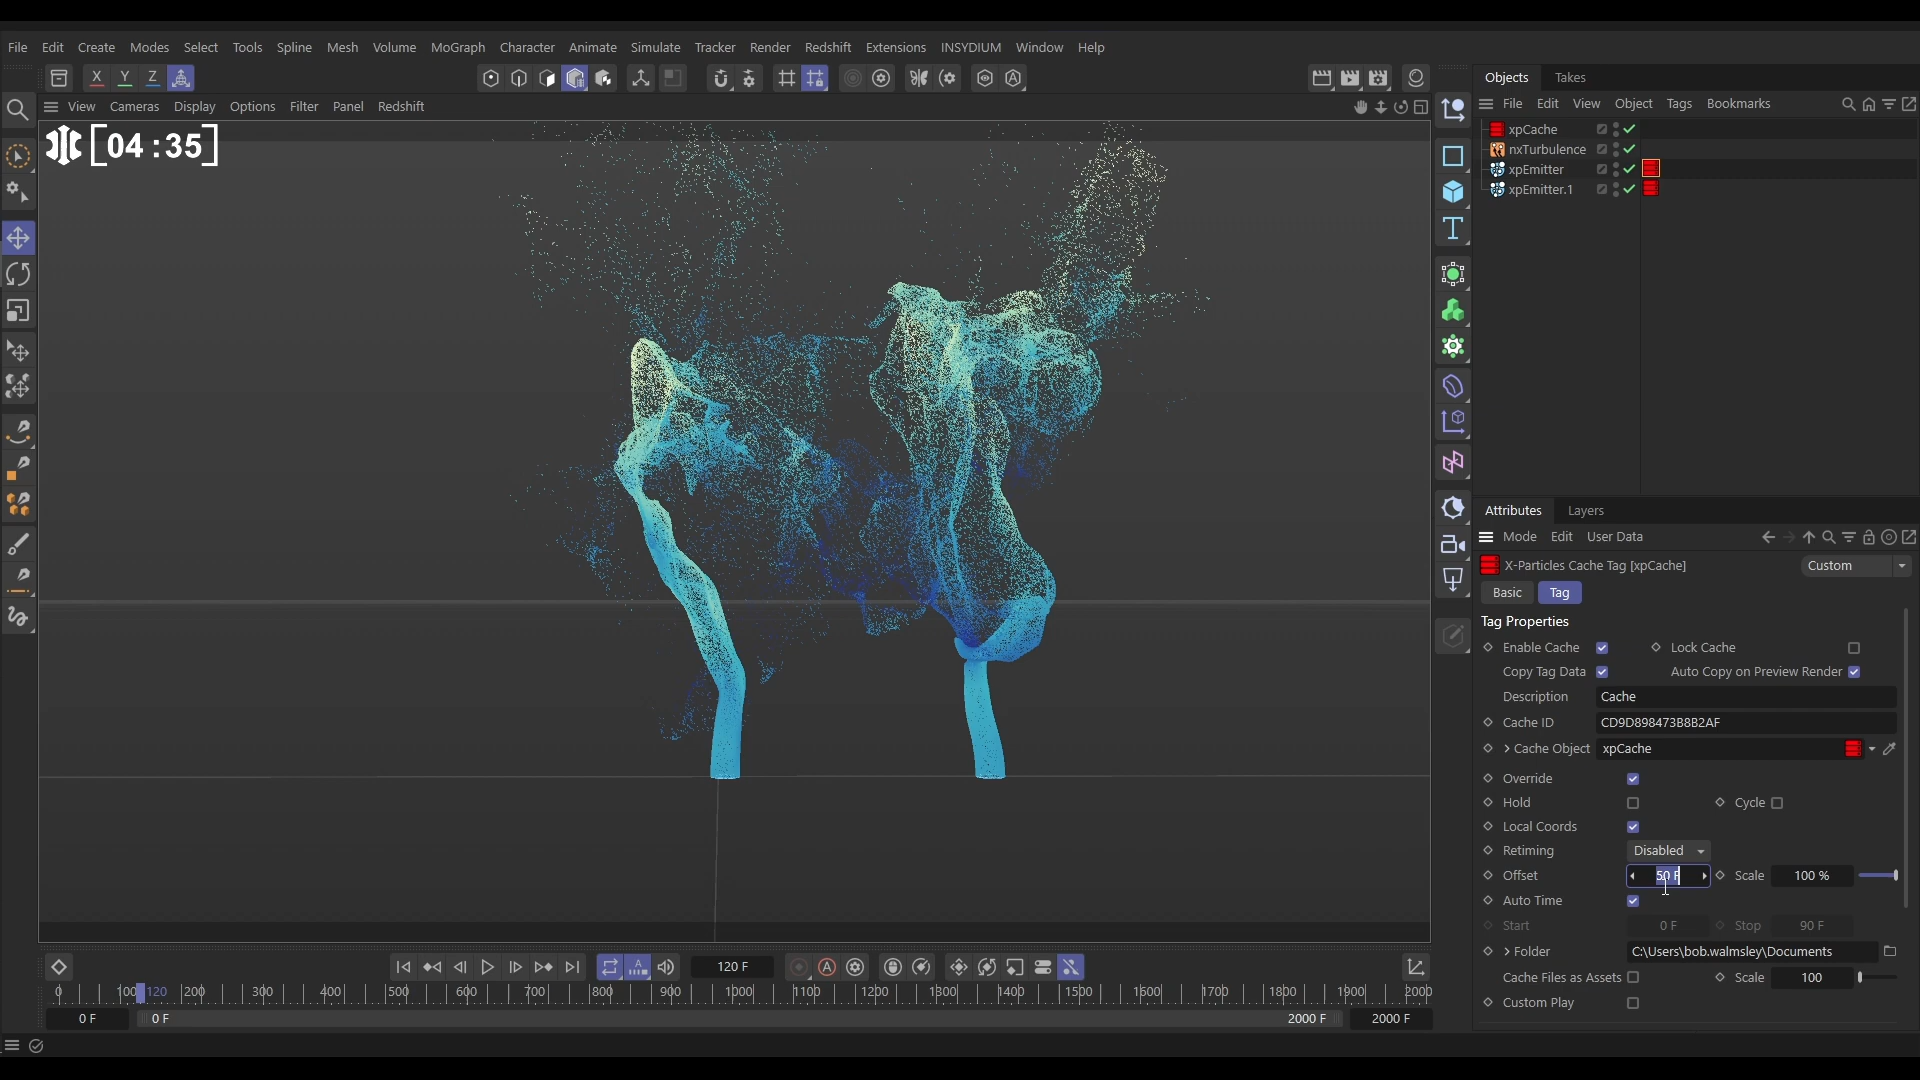 File Edit Create Modes Select Tools Spline Mesh Volume MoGraph Character Animate Simulate Tracker Render Redshift Extensions INSYDIUM Window Help
X Y Z
Objects Takes
View Cameras Display Options Filter Panel Redshift
File Edit View Object Tags Bookmarks
[04:35]
xpCache
nxTurbulence
xpEmitter
xpEmitter.1
Attributes Layers
Mode Edit User Data
X-Particles Cache Tag [xpCache] Custom
Basic Tag
Tag Properties
Enable Cache Lock Cache
Copy Tag Data Auto Copy on Preview Render
Description Cache
Cache ID CD9D898473B8B2AF
> Cache Object xpCache
Override
Hold Cycle
Local Coords
Retiming Disabled
Offset 50 F Scale 100 %
Auto Time
Start 0 F Stop 90 F
> Folder C:\Users\bob.walmsley\Documents
Cache Files as Assets Scale 100
Custom Play
120 F
0 100 120 200 300 400 500 600 700 800 900 1000 1100 1200 1300 1400 1500 1600 1700 1800 1900 2000
0 F 0 F 2000 F 2000 F